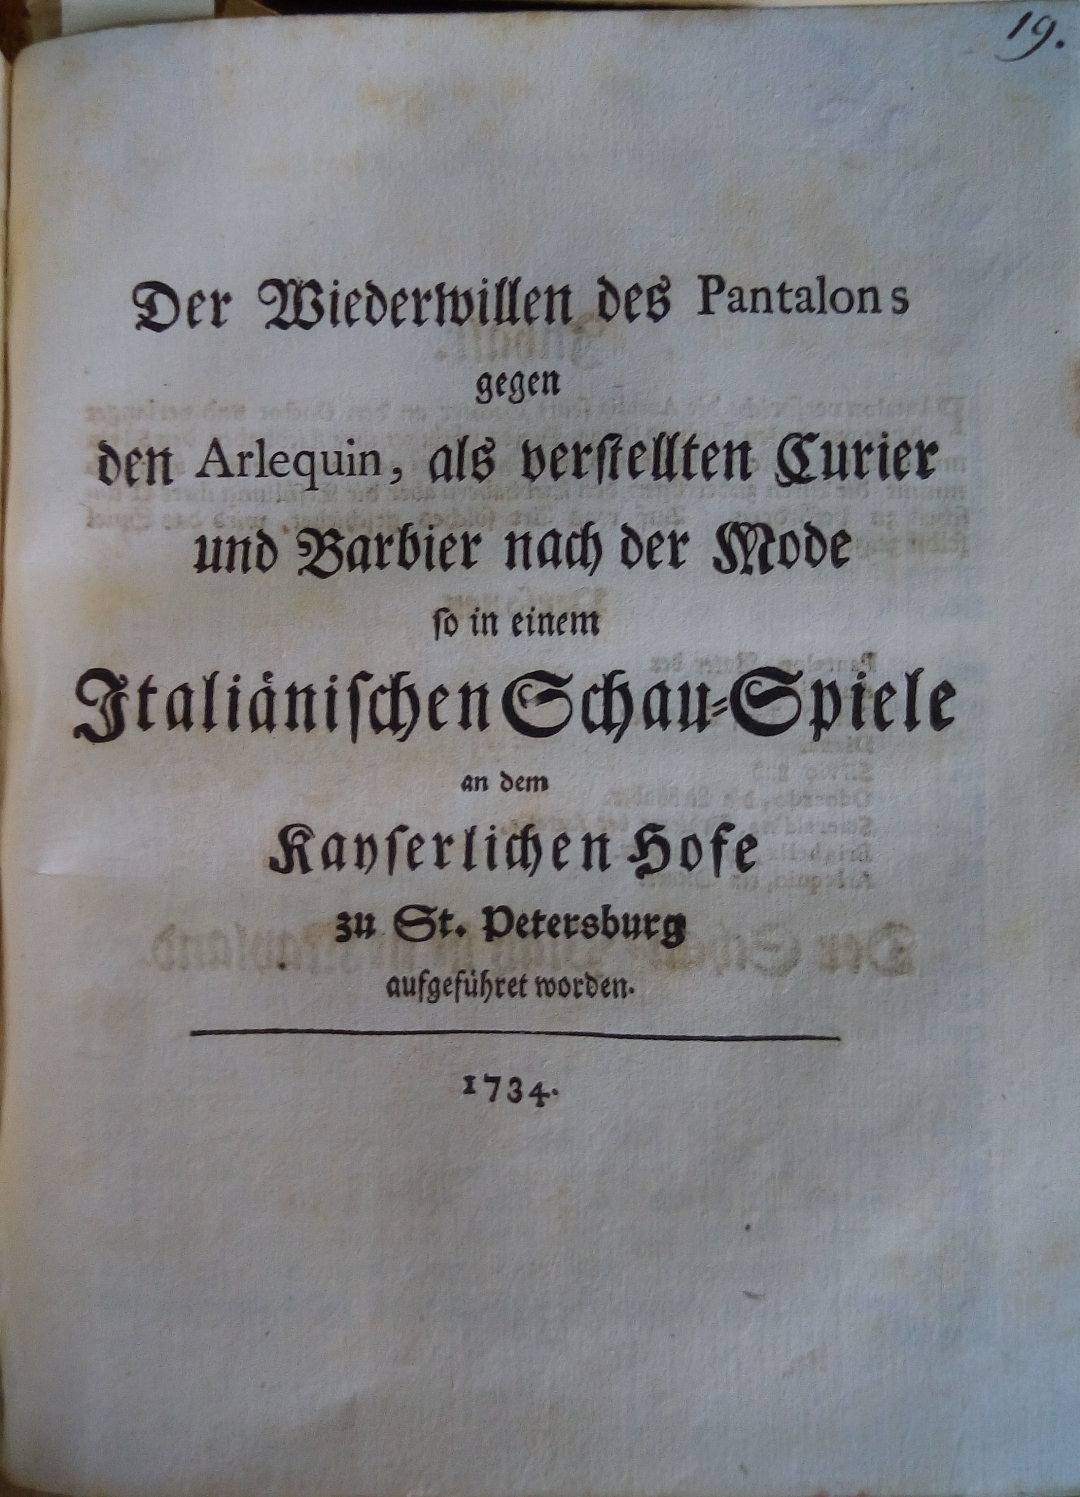 19.
Der Wiederwillen des Pantalons
gegen
den Arlequin, als verſtellten Curier
und Barbier nach der Mode
ſo in einem
Italiäniſchen Schau-Spiele
an dem
Kayſerlichen Hofe
zu St. Petersburg
aufgeführet worden.
1734.